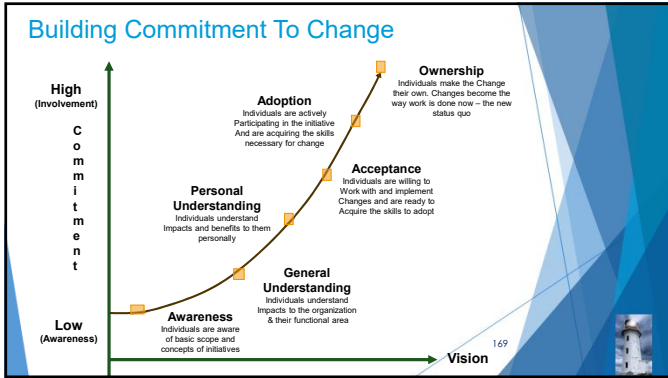 Building Commitment To Change
High
(Involvement)
C
o
m
m
i
t
m
e
n
t
Low
(Awareness)
Ownership
Individuals make the Change
their own. Changes become the
way work is done now – the new
status quo
Adoption
Individuals are actively
Participating in the initiative
And are acquiring the skills
necessary for change
Acceptance
Individuals are willing to
Work with and implement
Changes and are ready to
Acquire the skills to adopt
Personal
Understanding
Individuals understand
Impacts and benefits to them
personally
General
Understanding
Individuals understand
Impacts to the organization
& their functional area
Awareness
Individuals are aware
of basic scope and
concepts of initiatives
Vision
169